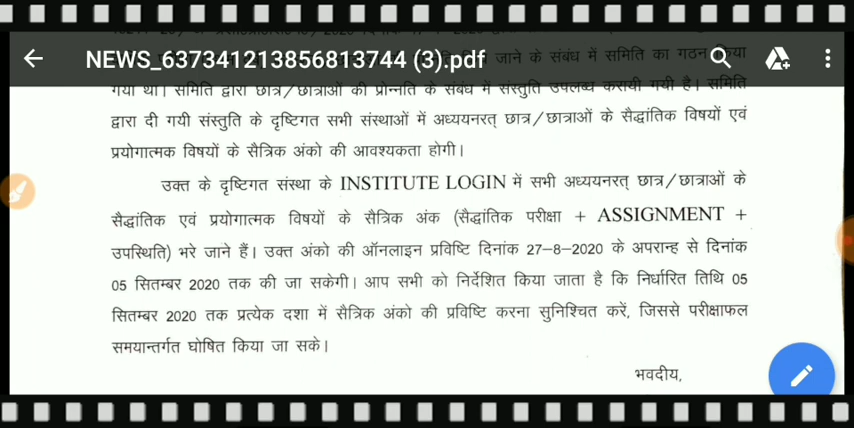 NEWS_6373412138568​13744 (3).pdf
जाने के संबंध में समिति का गठन किया
गया था। समिति द्वारा छात्र/छात्राओं की प्रोन्नति के संबंध में संस्तुति उपलब्ध करायी गयी है। समिति
द्वारा दी गयी संस्तुति के दृष्टिगत सभी संस्थाओं में अध्ययनरत् छात्र/छात्राओं के सैद्धांतिक विषयों एवं
प्रयोगात्मक विषयों के सैत्रिक अंको की आवश्यकता होगी।
उक्त के दृष्टिगत संस्था के INSTITUTE LOGIN में सभी अध्ययनरत् छात्र/छात्राओं के
सैद्धांतिक एवं प्रयोगात्मक विषयों के सैत्रिक अंक (सैद्धांतिक परीक्षा + ASSIGNMENT +
उपस्थिति) भरे जाने हैं। उक्त अंको की ऑनलाइन प्रविष्टि दिनांक 27-8-2020 के अपरान्ह से दिनांक
05 सितम्बर 2020 तक की जा सकेगी। आप सभी को निर्देशित किया जाता है कि निर्धारित तिथि 05
सितम्बर 2020 तक प्रत्येक दशा में सैत्रिक अंको की प्रविष्टि करना सुनिश्चित करें, जिससे परीक्षाफल
समयान्तर्गत घोषित किया जा सके।
भवदीय,